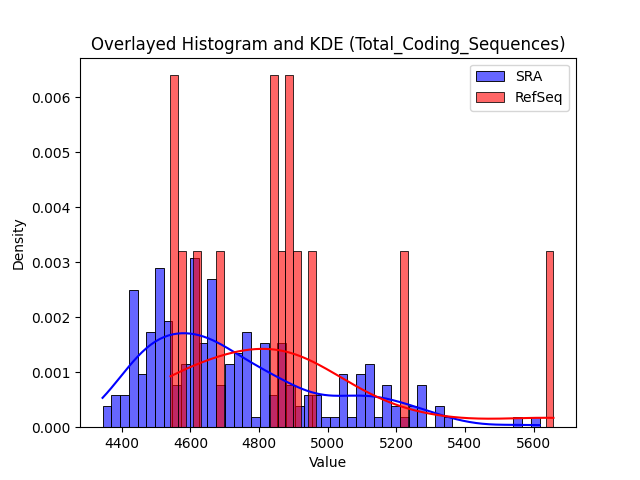 Overlayed Histogram and KDE (Total_Coding_Sequences)
SRA
RefSeq
0.006
0.005
0.004
0.003
0.002
0.001
0.000
Density
4400 4600 4800 5000 5200 5400 5600
Value